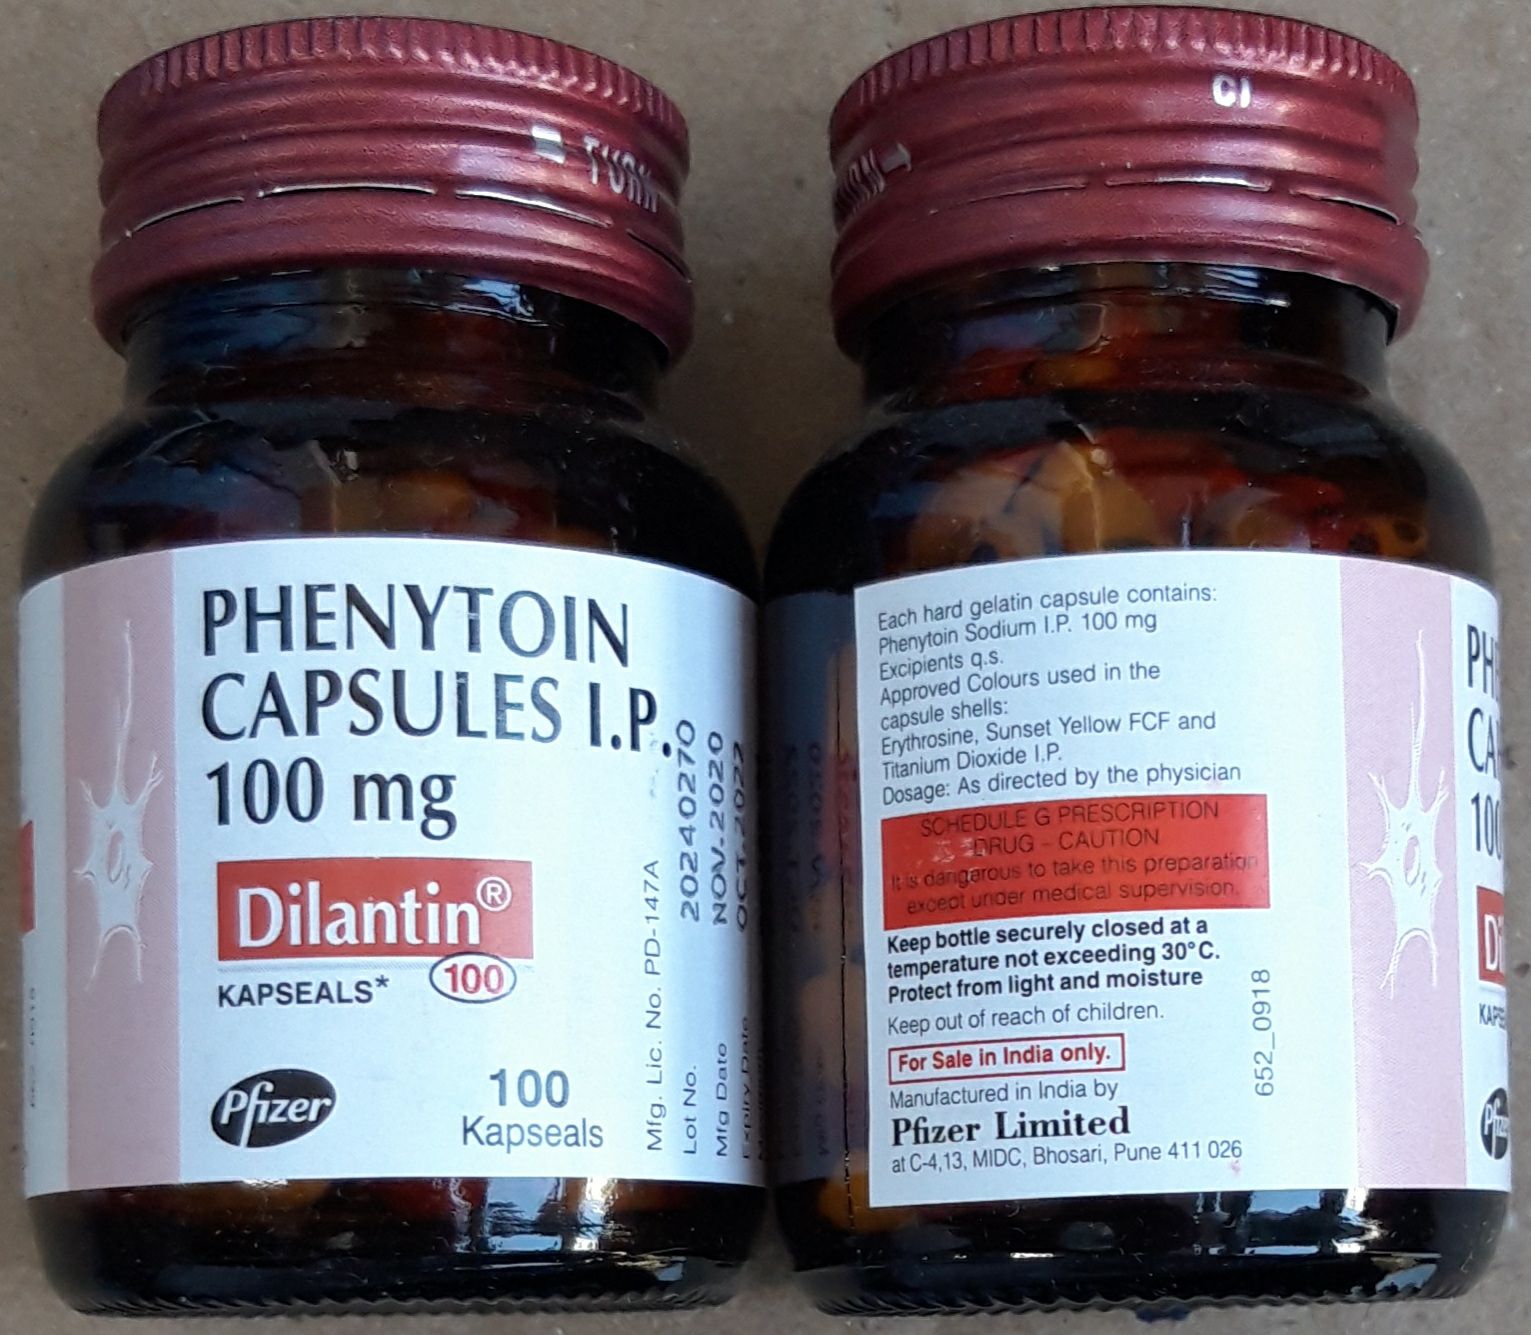 TURN
PHENYTOIN
CAPSULES I.P.
100 mg
Dilantin®
KAPSEALS* 100
Pfizer
100
Kapseals
Mfg. Lic. No. PD-147A
Lot No. 20240270
Mfg Date NOV.2020
Expiry Date OCT.2022
Each hard gelatin capsule contains:
Phenytoin Sodium I.P. 100 mg
Excipients q.s.
Approved Colours used in the
capsule shells:
Erythrosine, Sunset Yellow FCF and
Titanium Dioxide I.P.
Dosage: As directed by the physician
SCHEDULE G PRESCRIPTION
DRUG - CAUTION
It is dangerous to take this preparation
except under medical supervision.
Keep bottle securely closed at a
temperature not exceeding 30°C.
Protect from light and moisture
Keep out of reach of children.
For Sale in India only.
Manufactured in India by
Pfizer Limited
at C-4,13, MIDC, Bhosari, Pune 411 026
652_0918